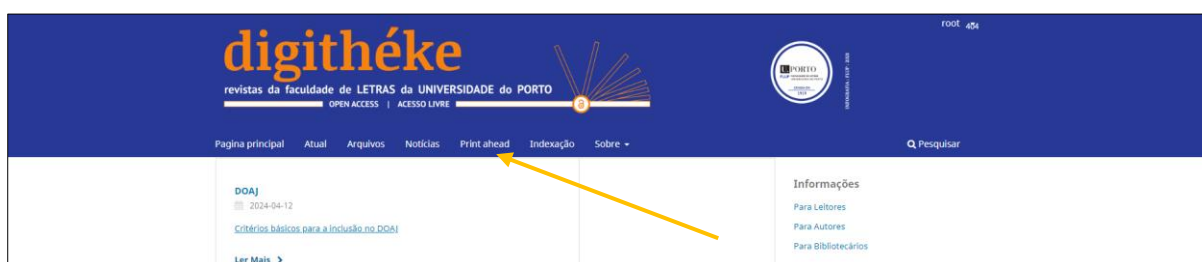 root 404
digithéke
revistas da faculdade de LETRAS da UNIVERSIDADE do PORTO
OPEN ACCESS | ACESSO LIVRE
a
U.PORTO
Pagina principal Atual Arquivos Notícias Print ahead Indexação Sobre
Pesquisar
DOAJ
2024-04-12
Critérios básicos para a inclusão no DOAJ
Ler Mais
Informações
Para Leitores
Para Autores
Para Bibliotecários